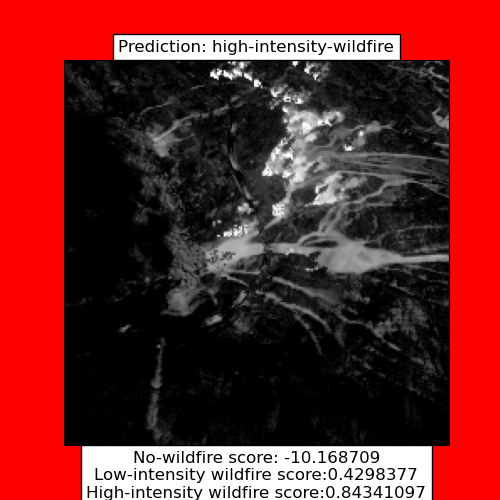 Prediction: high-intensity-wildfire
No-wildfire score: -10.168709
Low-intensity wildfire score:0.4298377
High-intensity wildfire score:0.84341097